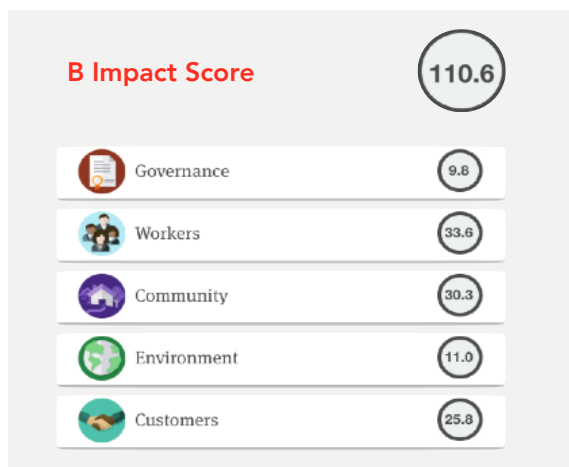 B Impact Score 110.6
Governance 9.8
Workers 33.6
Community 30.3
Environment 11.0
Customers 25.8